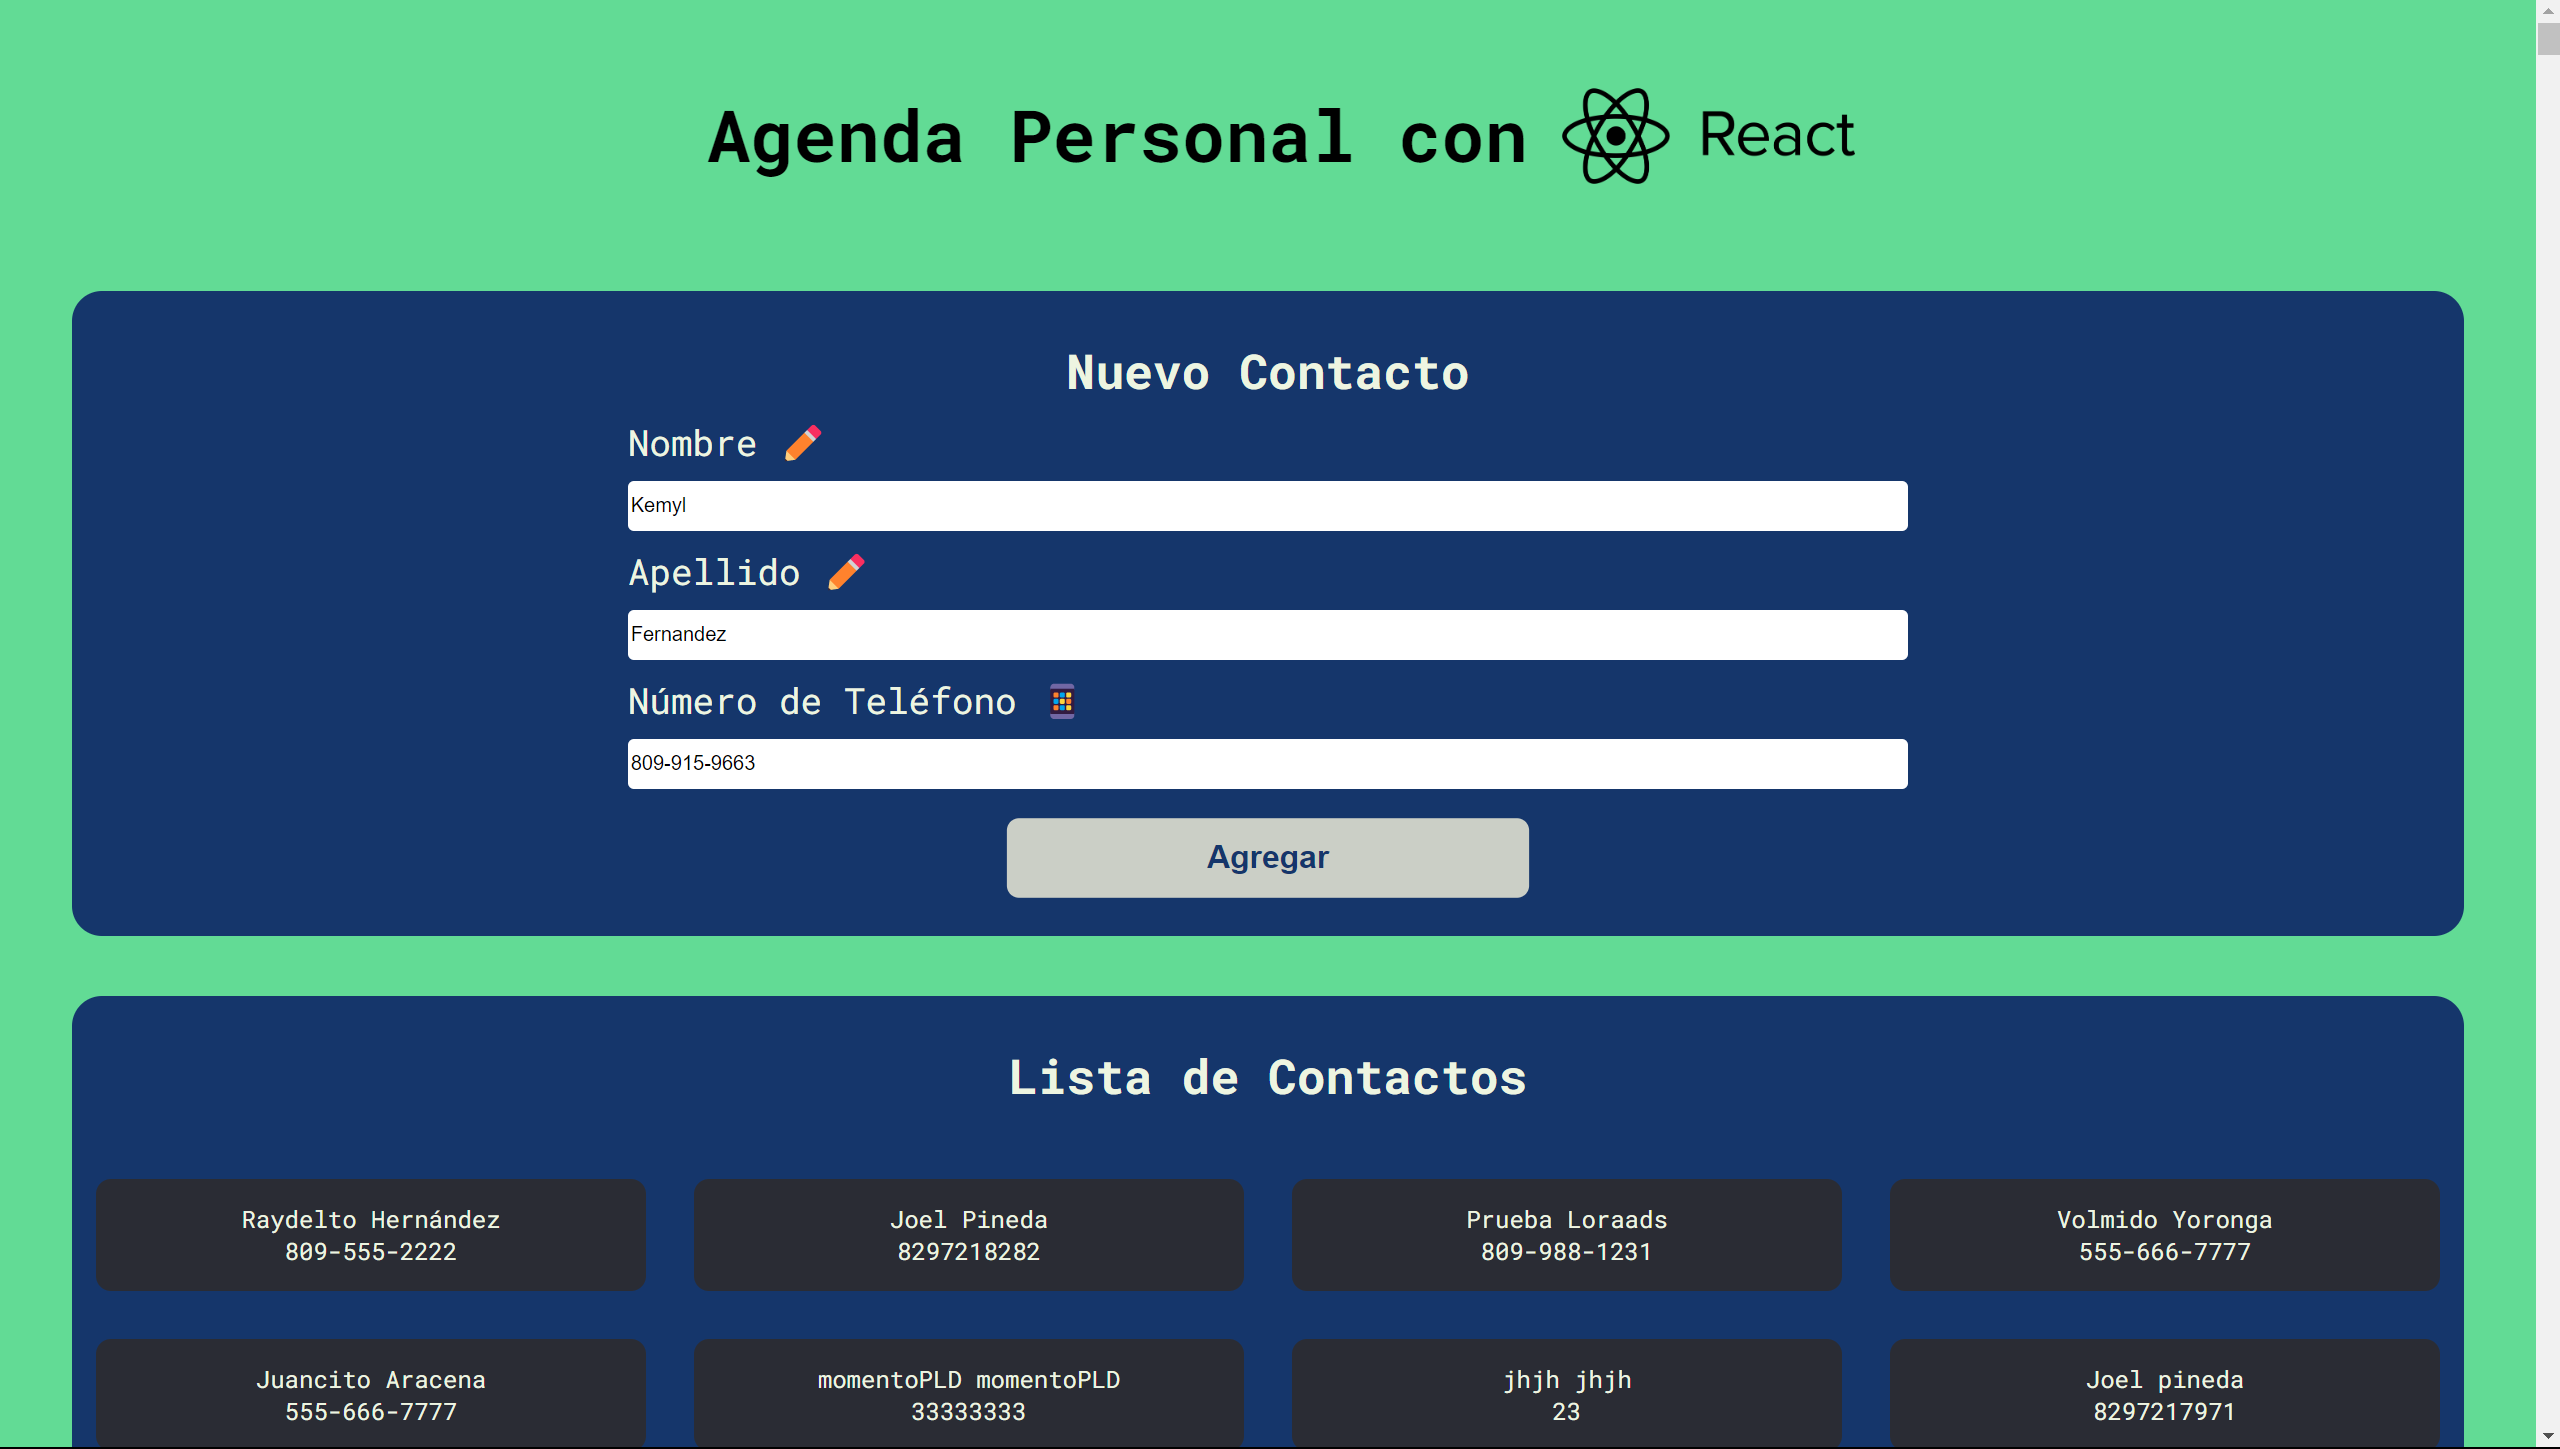 Agenda Personal con React
Nuevo Contacto
Nombre
Kemyl
Apellido
Fernandez
Número de Teléfono
809-915-9663
Agregar
Lista de Contactos
Raydelto Hernández
809-555-2222
Joel Pineda
8297218282
Prueba Loraads
809-988-1231
Volmido Yoronga
555-666-7777
Juancito Aracena
555-666-7777
momentoPLD momentoPLD
33333333
jhjh jhjh
23
Joel pineda
8297217971